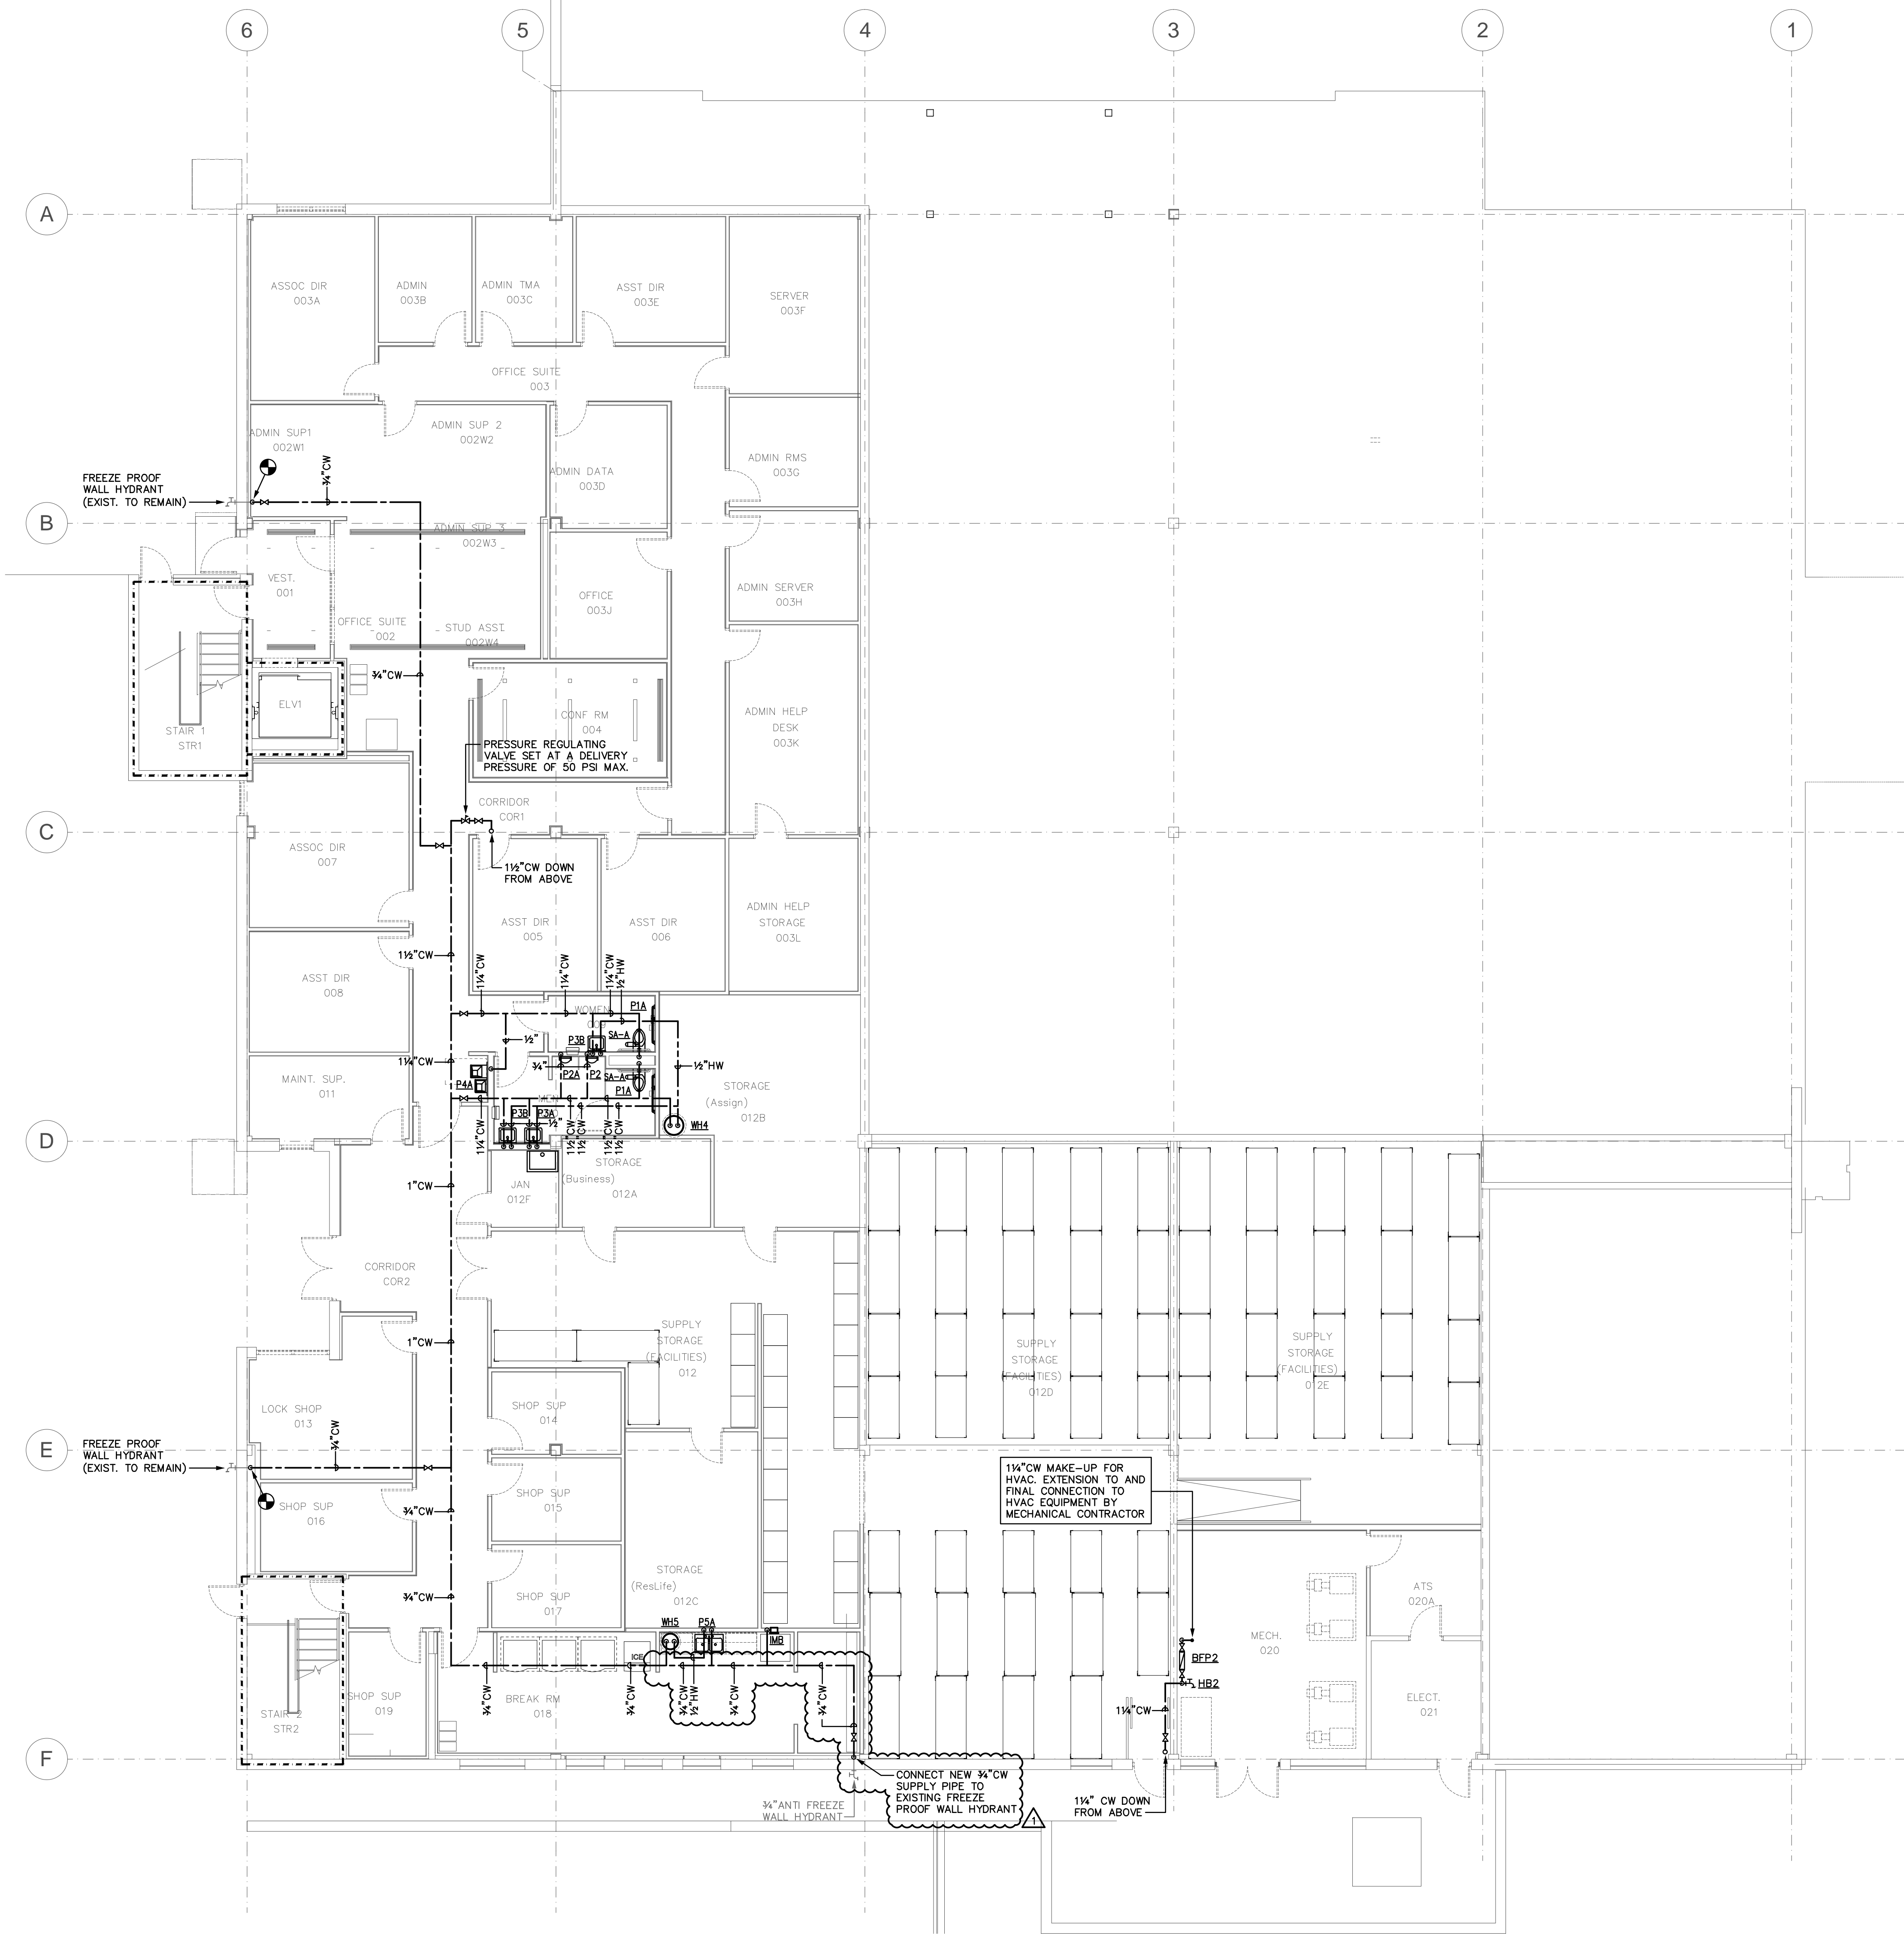 6
5
4
3
2
1
A
ASSOC DIR
003A
ADMIN
003B
ADMIN TMA
003C
ASST DIR
003E
SERVER
003F
OFFICE SUITE
003
ADMIN SUP1
002W1
ADMIN SUP 2
002W2
ADMIN DATA
003D
ADMIN RMS
003G
¾"CW
FREEZE PROOF
WALL HYDRANT
(EXIST. TO REMAIN)
B
ADMIN SUP 3
002W3
VEST.
001
OFFICE SUITE
002
STUD ASST.
002W4
OFFICE
003J
ADMIN SERVER
003H
¾"CW
ELV1
STAIR 1
STR1
CONF RM
004
PRESSURE REGULATING
VALVE SET AT A DELIVERY
PRESSURE OF 50 PSI MAX.
ADMIN HELP
DESK
003K
C
CORRIDOR
COR1
ASSOC DIR
007
1½"CW DOWN
FROM ABOVE
ASST DIR
005
ASST DIR
006
ADMIN HELP
STORAGE
003L
1½"CW
ASST DIR
008
1¼"CW
1¼"CW
1¼"CW
½"HW
WOMEN
009
P1A
SA-A
P3B
½"
1¼"CW
¾"
P2A
P2
SA-A
P1A
½"HW
MAINT. SUP.
011
P4A
MEN
P3B
P3A
½"
STORAGE
(Assign)
012B
WH4
1¼"CW
1½"CW
1½"CW
1½"CW
1½"CW
D
STORAGE
(Business)
012A
JAN
012F
1"CW
CORRIDOR
COR2
1"CW
SUPPLY
STORAGE
(FACILITIES)
012
SUPPLY
STORAGE
(FACILITIES)
012D
SUPPLY
STORAGE
(FACILITIES)
012E
LOCK SHOP
013
SHOP SUP
014
¾"CW
E
FREEZE PROOF
WALL HYDRANT
(EXIST. TO REMAIN)
1¼"CW MAKE-UP FOR
HVAC. EXTENSION TO AND
FINAL CONNECTION TO
HVAC EQUIPMENT BY
MECHANICAL CONTRACTOR
SHOP SUP
016
¾"CW
SHOP SUP
015
STORAGE
(ResLife)
012C
¾"CW
SHOP SUP
017
ATS
020A
MECH.
020
WH5
P5A
IMB
ICE
BFP2
HB2
BREAK RM
018
¾"CW
¾"CW
¾"CW
½"HW
¾"CW
¾"CW
1¼"CW
ELECT.
021
SHOP SUP
019
STAIR 2
STR2
F
CONNECT NEW ¾"CW
SUPPLY PIPE TO
EXISTING FREEZE
PROOF WALL HYDRANT
1
¾"ANTI FREEZE
WALL HYDRANT
1¼" CW DOWN
FROM ABOVE